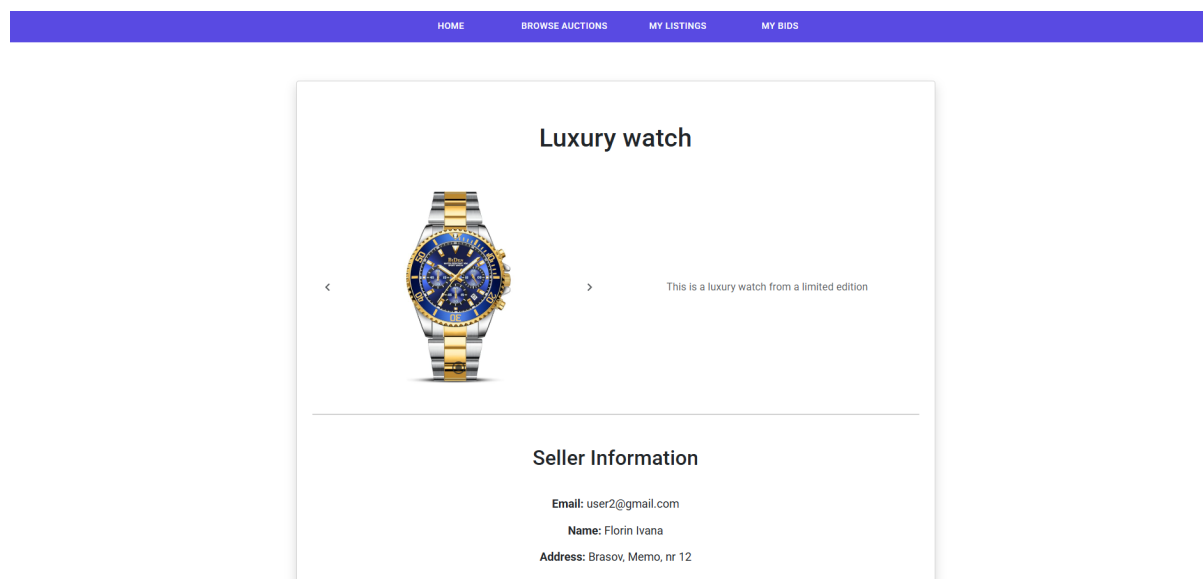 HOME BROWSE AUCTIONS MY LISTINGS MY BIDS
Luxury watch
This is a luxury watch from a limited edition
Seller Information
Email: user2@gmail.com
Name: Florin Ivana
Address: Brasov, Memo, nr 12